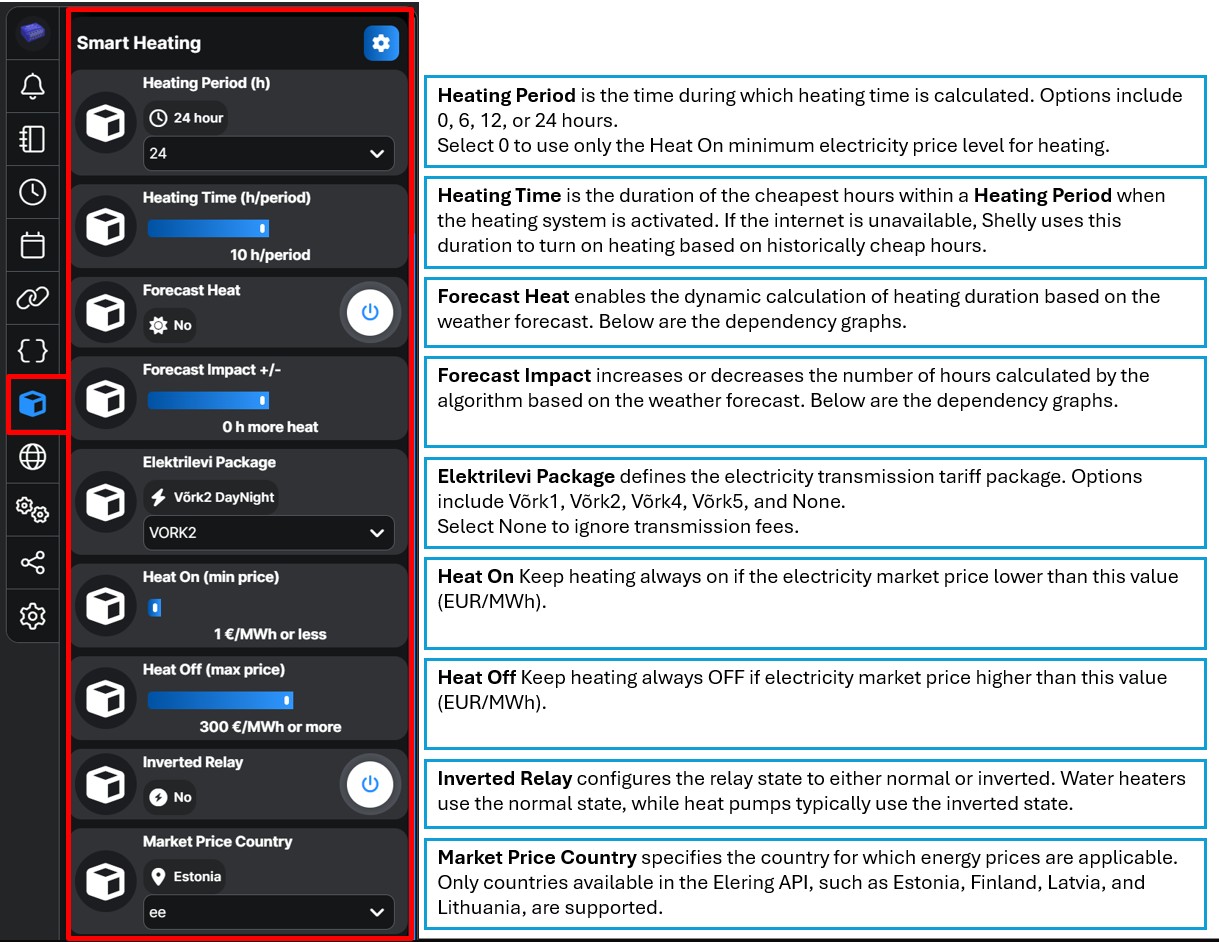 Smart Heating
Heating Period (h)
24 hour
24
Heating Period is the time during which heating time is calculated. Options include
0, 6, 12, or 24 hours.
Select 0 to use only the Heat On minimum electricity price level for heating.
Heating Time (h/period)
10 h/period
Heating Time is the duration of the cheapest hours within a Heating Period when
the heating system is activated. If the internet is unavailable, Shelly uses this
duration to turn on heating based on historically cheap hours.
Forecast Heat
No
Forecast Heat enables the dynamic calculation of heating duration based on the
weather forecast. Below are the dependency graphs.
Forecast Impact +/-
0 h more heat
Forecast Impact increases or decreases the number of hours calculated by the
algorithm based on the weather forecast. Below are the dependency graphs.
Elektrilevi Package
Võrk2 DayNight
VORK2
Elektrilevi Package defines the electricity transmission tariff package. Options
include Võrk1, Võrk2, Võrk4, Võrk5, and None.
Select None to ignore transmission fees.
Heat On (min price)
1 €/MWh or less
Heat On Keep heating always on if the electricity market price lower than this value
(EUR/MWh).
Heat Off (max price)
300 €/MWh or more
Heat Off Keep heating always OFF if electricity market price higher than this value
(EUR/MWh).
Inverted Relay
No
Inverted Relay configures the relay state to either normal or inverted. Water heaters
use the normal state, while heat pumps typically use the inverted state.
Market Price Country
Estonia
ee
Market Price Country specifies the country for which energy prices are applicable.
Only countries available in the Elering API, such as Estonia, Finland, Latvia, and
Lithuania, are supported.